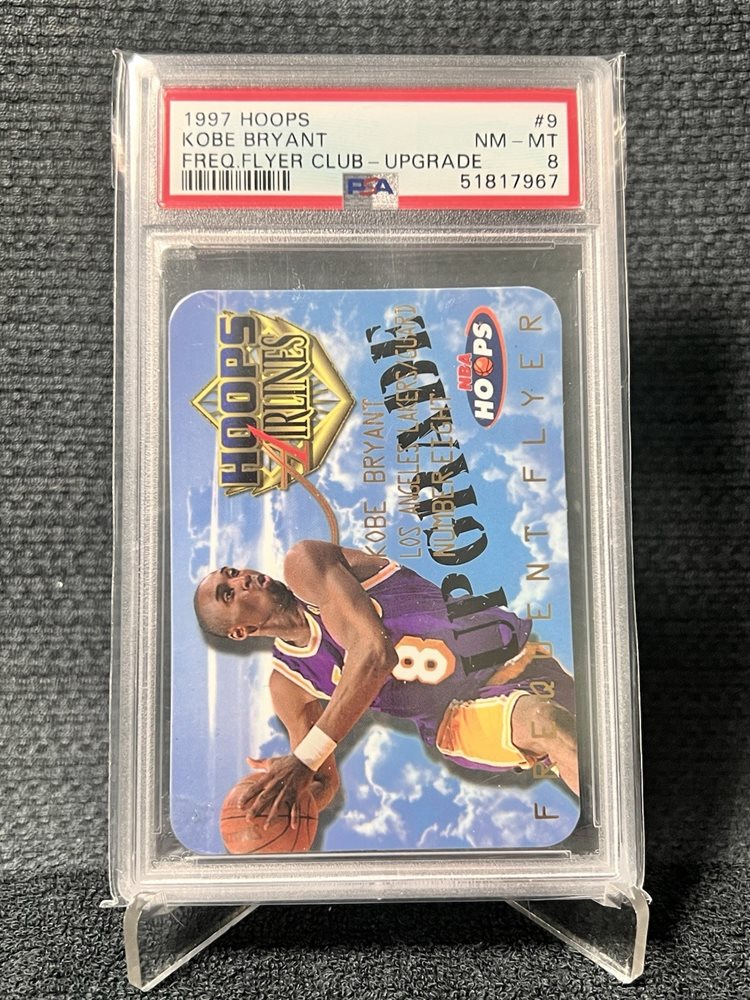 1997 HOOPS #9
KOBE BRYANT NM-MT
FREQ.FLYER CLUB-UPGRADE 8
PSA 51817967
HOOPS
AIRLINES
KOBE BRYANT
LOS ANGELES LAKERS/GUARD
NUMBER EIGHT
UPGRADE
NBA
HOOPS
FREQUENT FLYER
8